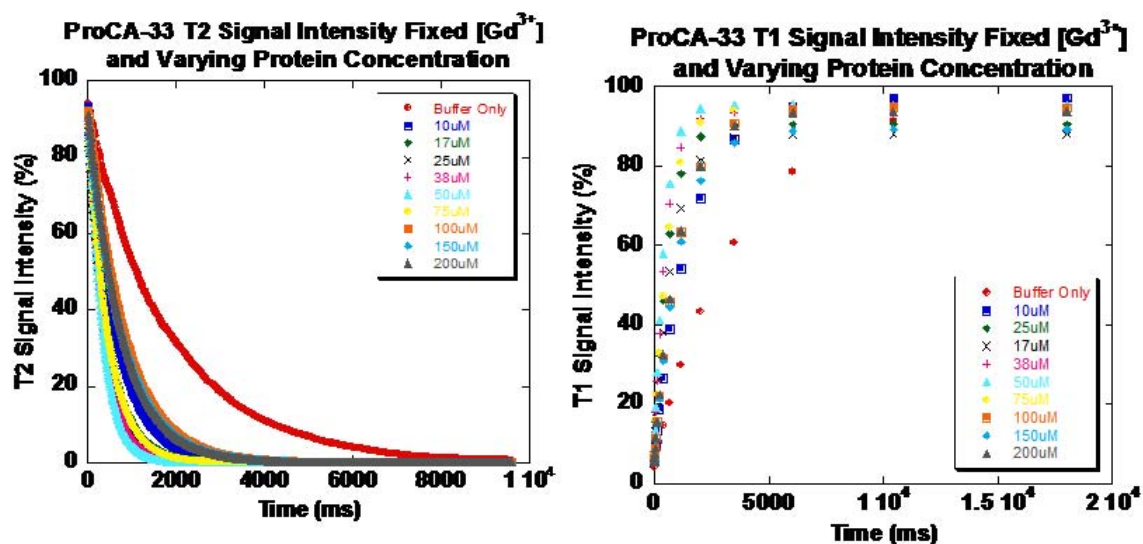 ProCA-33 T2 Signal Intensity Fixed [Gd³⁺]
and Varying Protein Concentration
T2 Signal Intensity (%)
100
80
60
40
20
0
Buffer Only
10uM
17uM
25uM
38uM
50uM
75uM
100uM
150uM
200uM
0
2000
4000
6000
8000
1 10⁴
Time (ms)
ProCA-33 T1 Signal Intensity Fixed [Gd³⁺]
and Varying Protein Concentration
T1 Signal Intensity (%)
100
80
60
40
20
0
Buffer Only
10uM
25uM
17uM
38uM
50uM
75uM
100uM
150uM
200uM
0
5000
1 10⁴
1.5 10⁴
2 10⁴
Time (ms)